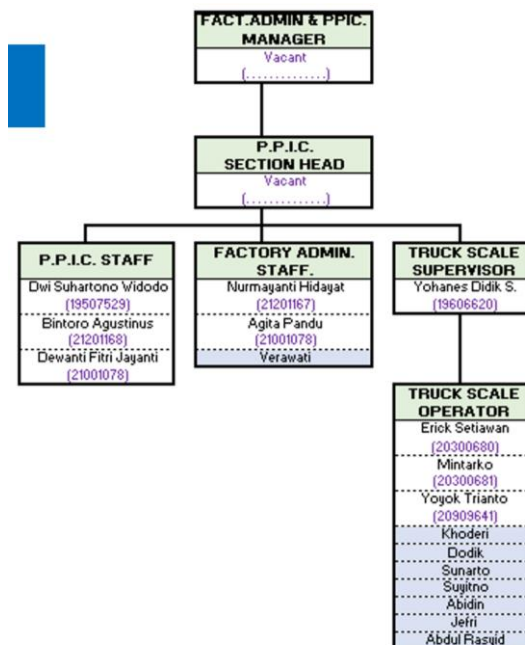 FACT.ADMIN & PPIC.
MANAGER
Vacant
(.............)
P.P.I.C.
SECTION HEAD
Vacant
(.............)
P.P.I.C. STAFF
Dwi Suhartono Widodo
(19507529)
Bintoro Agustinus
(21201168)
Dewanti Fitri Jayanti
(21001078)
FACTORY ADMIN.
STAFF.
Nurmayanti Hidayat
(21201167)
Agita Pandu
(21001078)
Verawati
TRUCK SCALE
SUPERVISOR
Yohanes Didik S.
(19606620)
TRUCK SCALE
OPERATOR
Erick Setiawan
(20300680)
Mintarko
(20300681)
Yoyok Trianto
(20909641)
Khoderi
Dodik
Sunarto
Suyitno
Abidin
Jefri
Abdul Rasyid